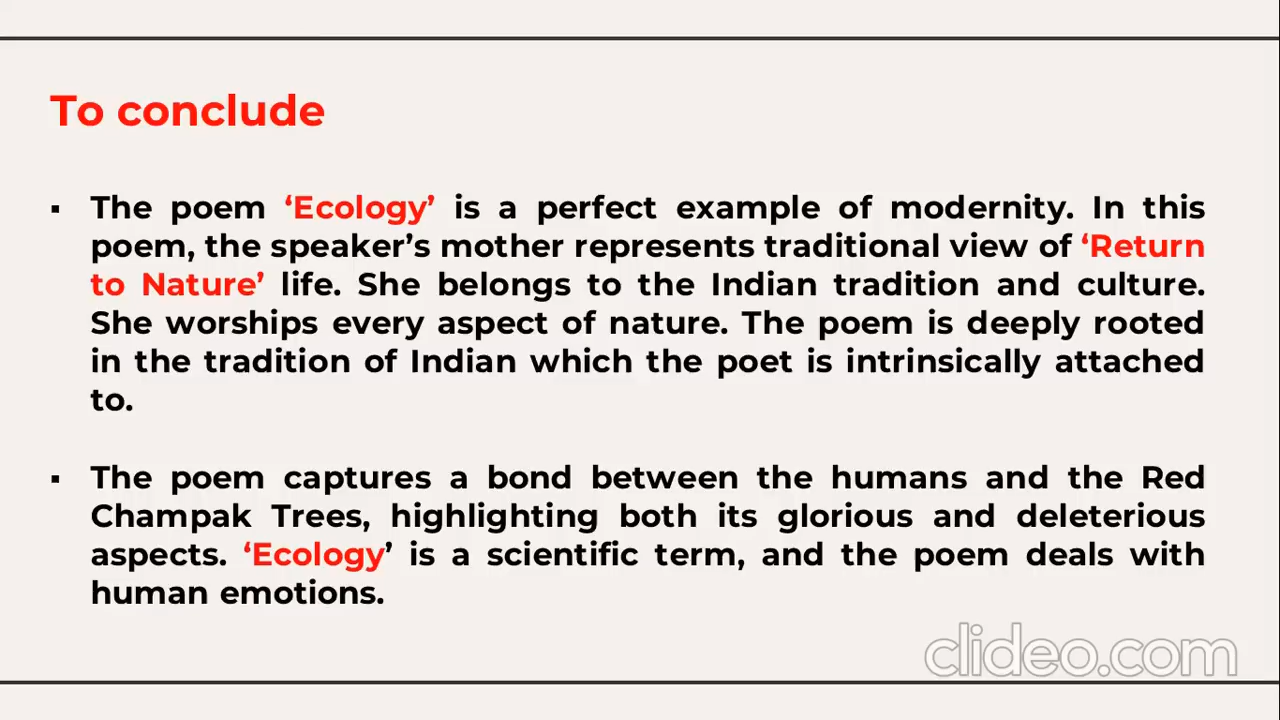 To conclude
▪ The poem ‘Ecology’ is a perfect example of modernity. In this
poem, the speaker’s mother represents traditional view of ‘Return
to Nature’ life. She belongs to the Indian tradition and culture.
She worships every aspect of nature. The poem is deeply rooted
in the tradition of Indian which the poet is intrinsically attached
to.
▪ The poem captures a bond between the humans and the Red
Champak Trees, highlighting both its glorious and deleterious
aspects. ‘Ecology’ is a scientific term, and the poem deals with
human emotions.
clideo.com